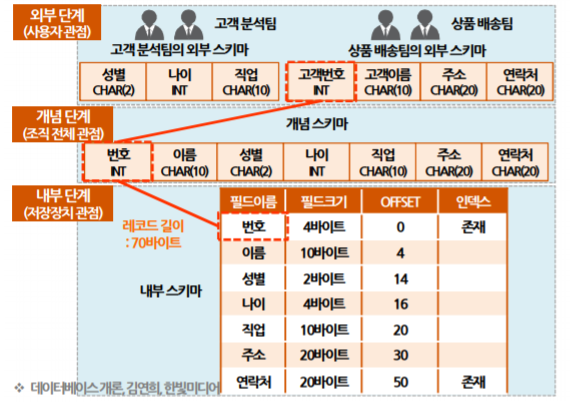 외부 단계
(사용자 관점)
고객 분석팀
상품 배송팀
고객 분석팀의 외부 스키마
상품 배송팀의 외부 스키마
성별 나이 직업 고객번호 고객이름 주소 연락처
CHAR(2) INT CHAR(10) INT CHAR(10) CHAR(20) CHAR(20)
개념 단계
(조직 전체 관점)
개념 스키마
번호 이름 성별 나이 직업 주소 연락처
INT CHAR(10) CHAR(2) INT CHAR(10) CHAR(20) CHAR(20)
내부 단계
(저장장치 관점)
레코드 길이
: 70바이트
내부 스키마
필드이름 필드크기 OFFSET 인덱스
번호 4바이트 0 존재
이름 10바이트 4
성별 2바이트 14
나이 4바이트 16
직업 10바이트 20
주소 20바이트 30
연락처 20바이트 50 존재
❖ 데이터베이스 개론, 김연희, 한빛미디어